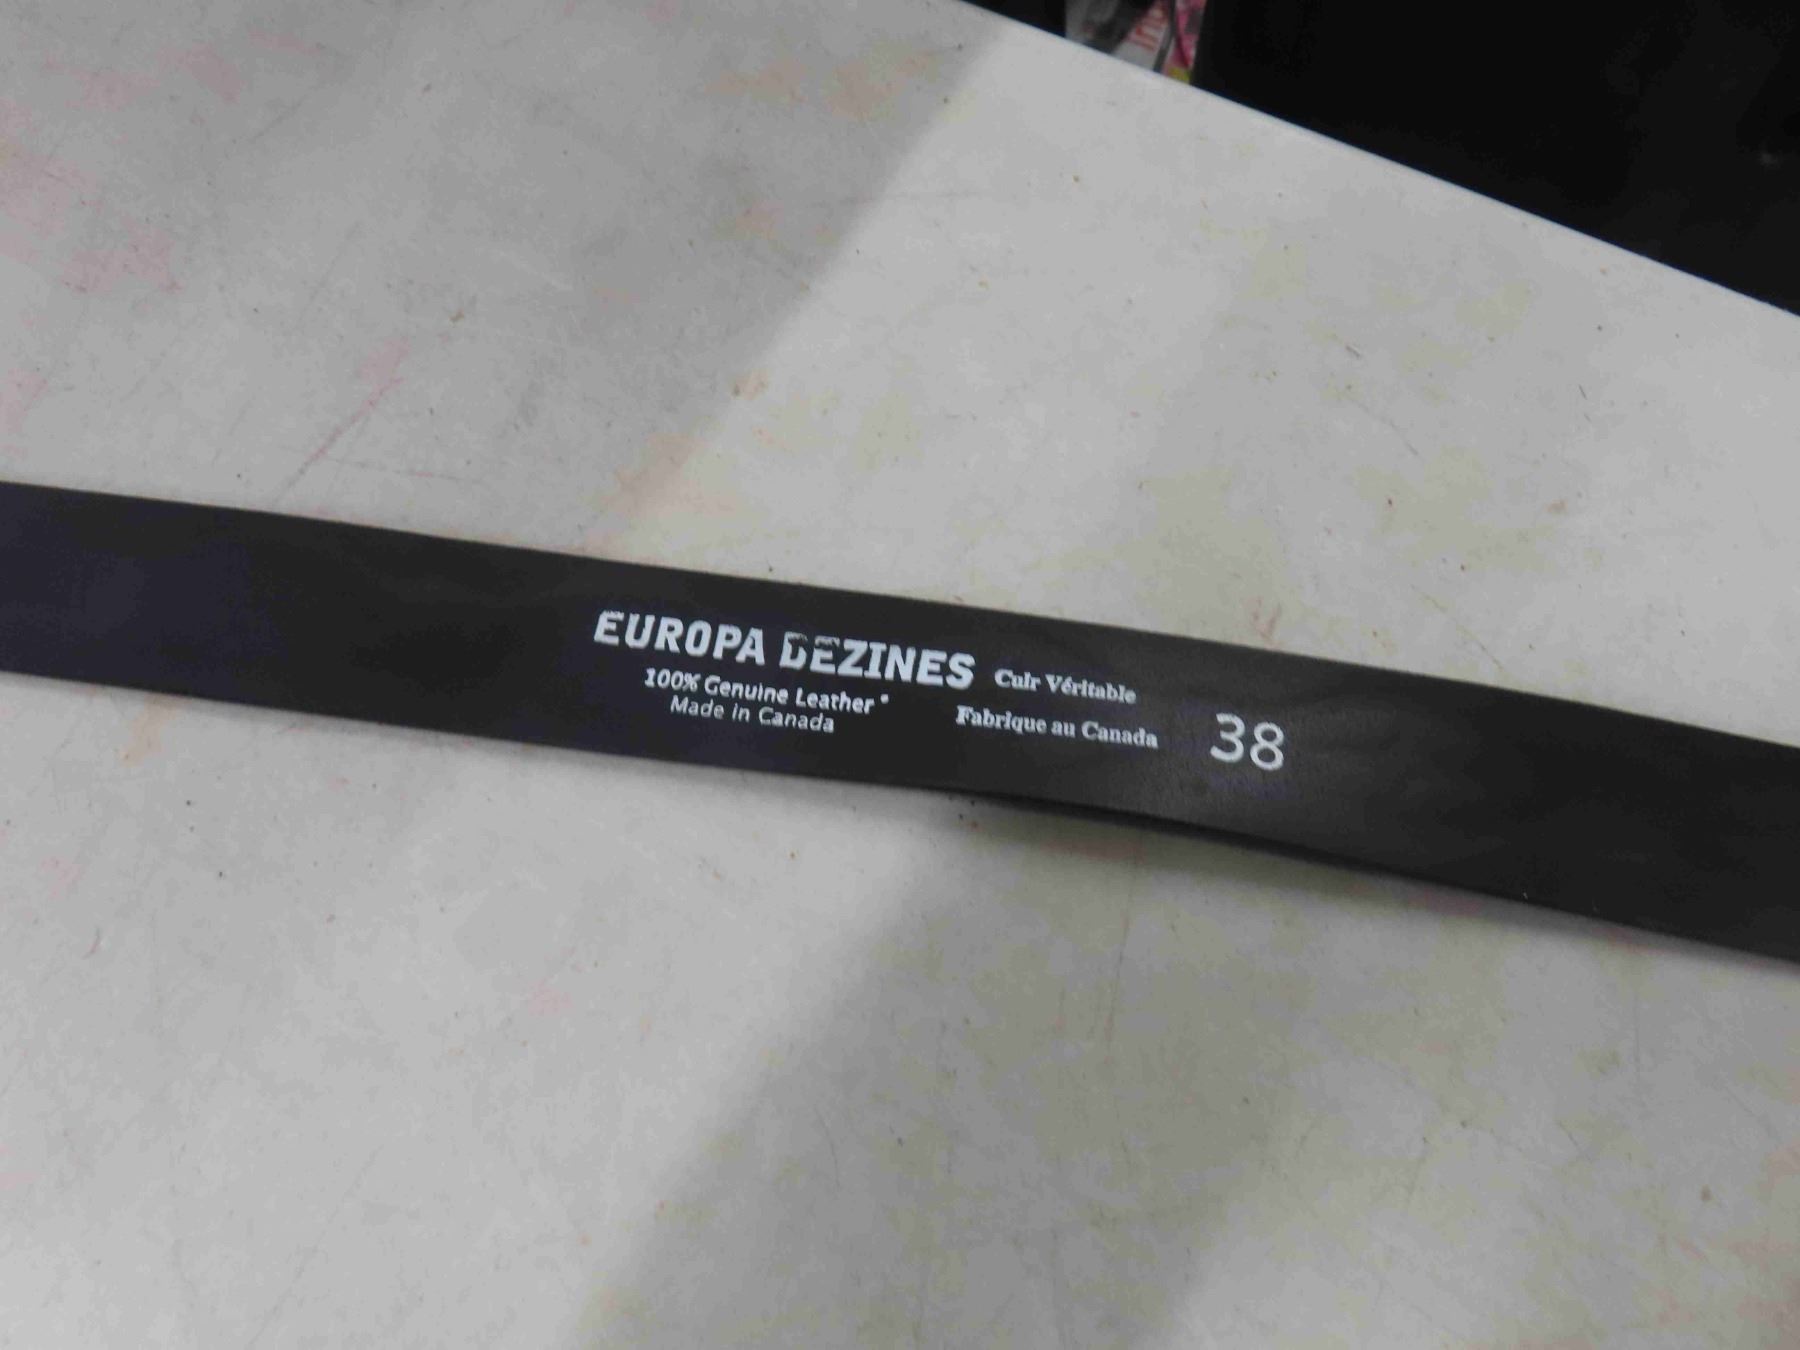 EUROPA DEZINES
100% Genuine Leather
Made in Canada
Cuir Véritable
Fabrique au Canada
38